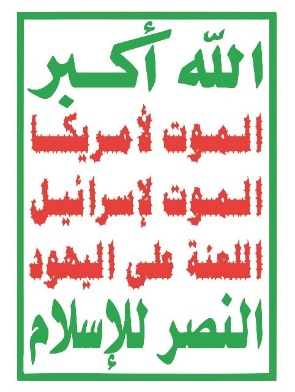 الله أكبر
الموت لأمريكا
الموت لإسرائيل
اللعنة على اليهود
النصر للإسلام